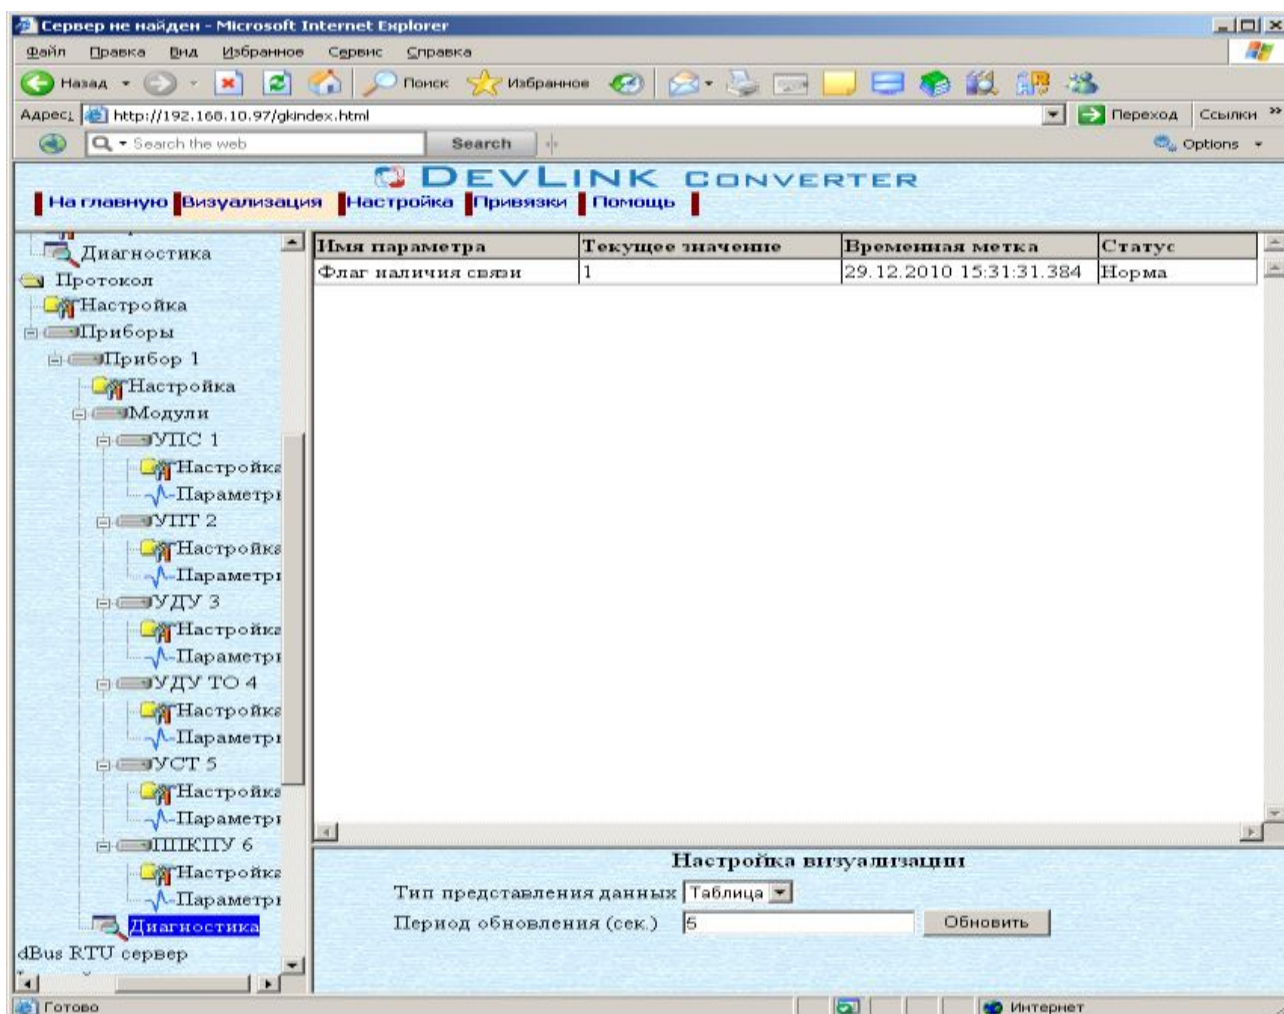 Сервер не найден - Microsoft Internet Explorer
Файл Правка Вид Избранное Сервис Справка
Назад Поиск Избранное
Адрес: http://192.168.10.97/gkindex.html Переход Ссылки »
Search the web Search Options
DEVLINK CONVERTER
На главную Визуализация Настройка Привязки Помощь
Диагностика
Протокол
Настройка
Приборы
Прибор 1
Настройка
Модули
УПС 1
Настройка
Параметры
УПТ 2
Настройка
Параметры
УДУ 3
Настройка
Параметры
УДУ ТО 4
Настройка
Параметры
УСТ 5
Настройка
Параметры
ППКПУ 6
Настройка
Параметры
Диагностика
dBus RTU сервер
Имя параметра Текущее значение Временная метка Статус
Флаг наличия связи 1 29.12.2010 15:31:31.384 Норма
Настройка визуализации
Тип представления данных Таблица
Период обновления (сек.) 5 Обновить
Готово Интернет